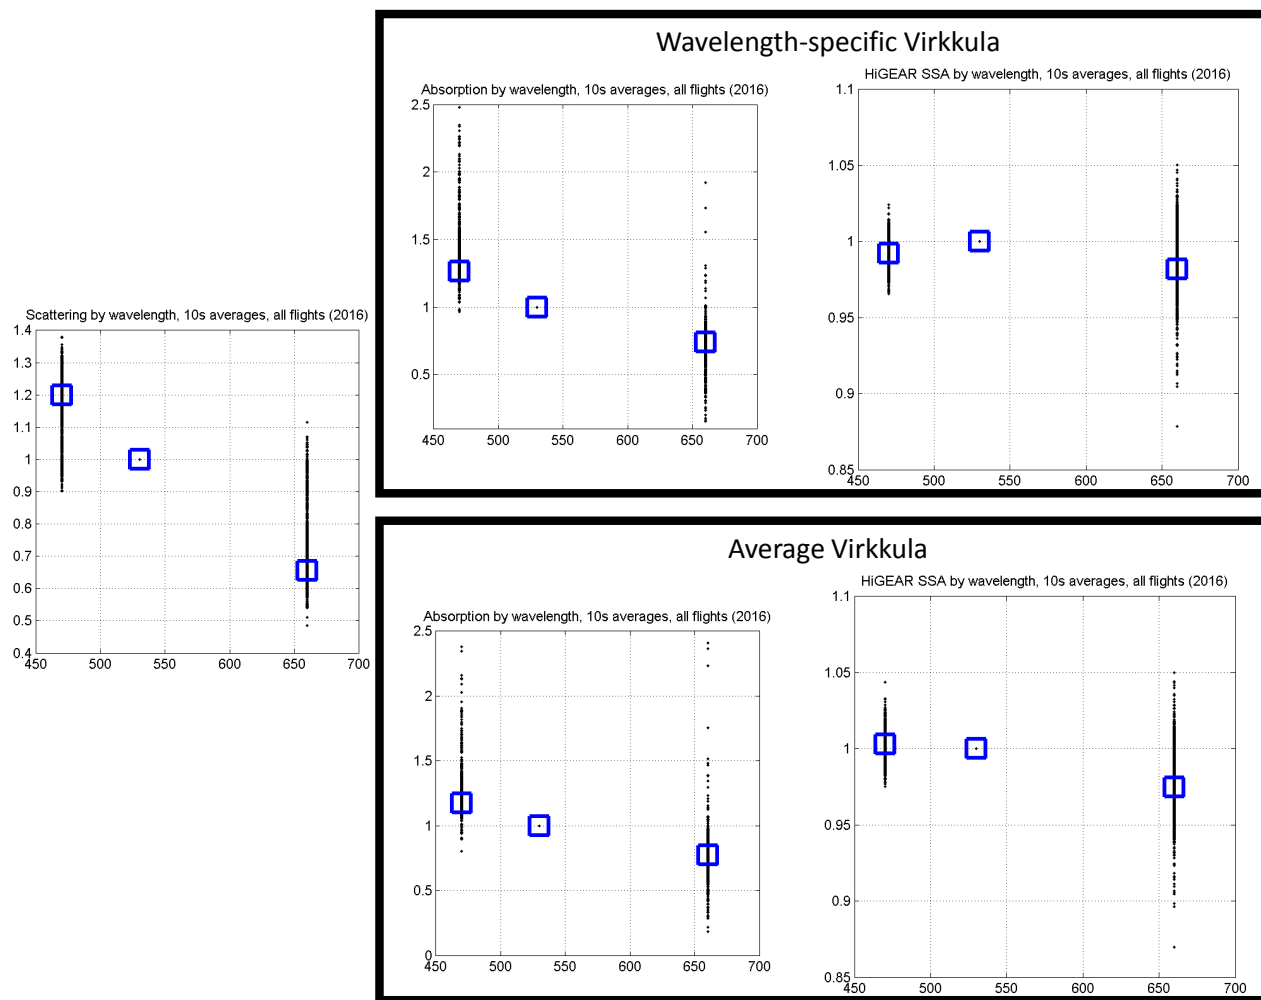 Wavelength-specific Virkkula
Absorption by wavelength, 10s averages, all flights (2016)
2.5
2
1.5
1
0.5
450 500 550 600 650 700
HiGEAR SSA by wavelength, 10s averages, all flights (2016)
1.1
1.05
1
0.95
0.9
0.85
450 500 550 600 650 700
Scattering by wavelength, 10s averages, all flights (2016)
1.4
1.3
1.2
1.1
1
0.9
0.8
0.7
0.6
0.5
0.4
450 500 550 600 650 700
Average Virkkula
Absorption by wavelength, 10s averages, all flights (2016)
2.5
2
1.5
1
0.5
0
450 500 550 600 650 700
HiGEAR SSA by wavelength, 10s averages, all flights (2016)
1.1
1.05
1
0.95
0.9
0.85
450 500 550 600 650 700